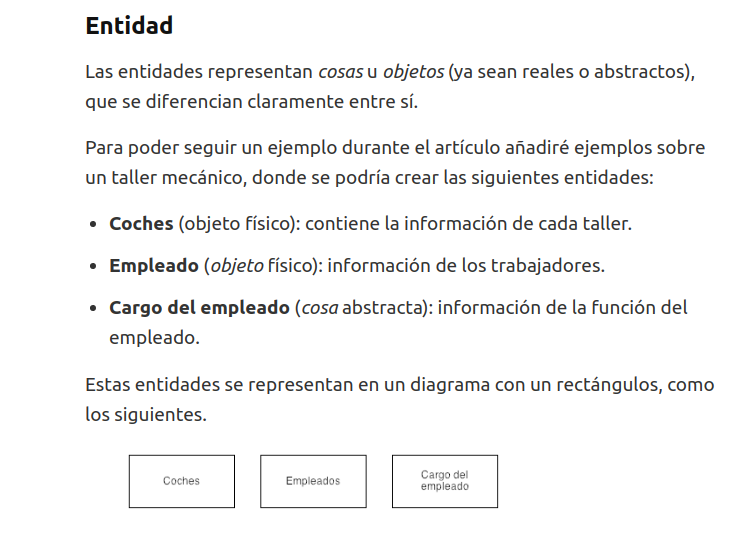 Entidad
Las entidades representan cosas u objetos (ya sean reales o abstractos),
que se diferencian claramente entre sí.
Para poder seguir un ejemplo durante el artículo añadiré ejemplos sobre
un taller mecánico, donde se podría crear las siguientes entidades:
• Coches (objeto físico): contiene la información de cada taller.
• Empleado (objeto físico): información de los trabajadores.
• Cargo del empleado (cosa abstracta): información de la función del
empleado.
Estas entidades se representan en un diagrama con un rectángulos, como
los siguientes.
Coches
Empleados
Cargo del
empleado